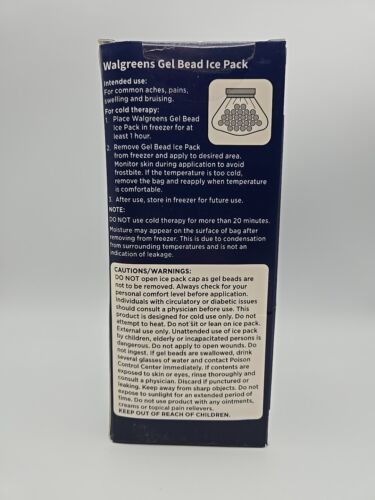 Walgreens Gel Bead Ice Pack
Intended use:
For common aches, pains,
swelling and bruising.
For cold therapy:
1. Place Walgreens Gel Bead
Ice Pack in freezer for at
least 1 hour.
2. Remove Gel Bead Ice Pack
from freezer and apply to desired area.
Monitor skin during application to avoid
frostbite. If the temperature is too cold,
remove the bag and reapply when temperature
is comfortable.
3. After use, store in freezer for future use.
NOTE:
DO NOT use cold therapy for more than 20 minutes.
Moisture may appear on the surface of bag after
removing from freezer. This is due to condensation
from surrounding temperatures and is not an
indication of leakage.
CAUTIONS/WARNINGS:
DO NOT open ice pack cap as gel beads are
not to be removed. Always check for your
personal comfort level before application.
Individuals with circulatory or diabetic issues
should consult a physician before use. This
product is designed for cold use only. Do not
attempt to heat. Do not sit or lean on ice pack.
External use only. Unattended use of ice pack
by children, elderly or incapacitated persons is
dangerous. Do not apply to open wounds. Do
not ingest. If gel beads are swallowed, drink
several glasses of water and contact Poison
Control Center immediately. If contents are
exposed to skin or eyes, rinse thoroughly and
consult a physician. Discard if punctured or
leaking. Keep away from sharp objects. Do not
expose to sunlight for an extended period of
time. Do not use product with any ointments,
creams or topical pain relievers.
KEEP OUT OF REACH OF CHILDREN.